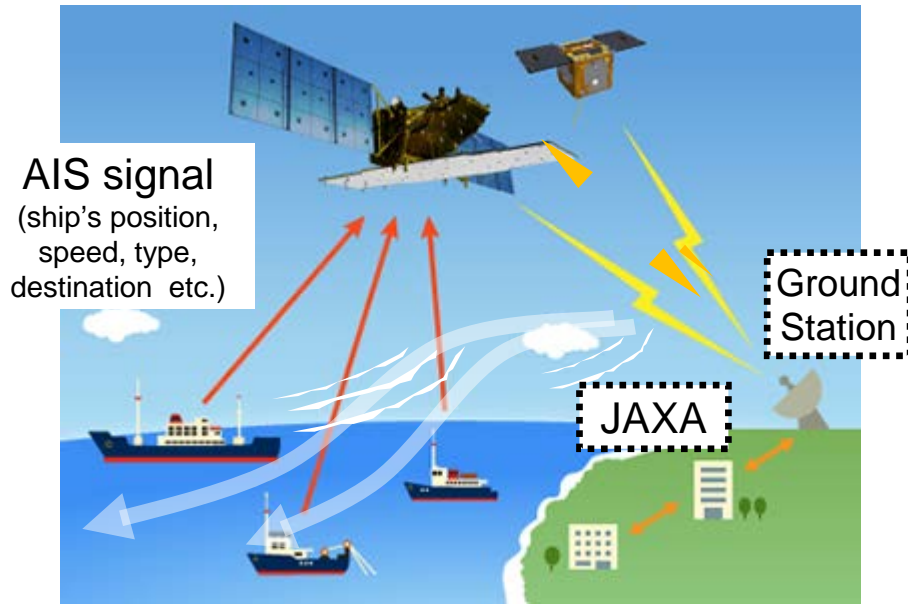 AIS signal
(ship's position,
speed, type,
destination etc.)
Ground
Station
JAXA